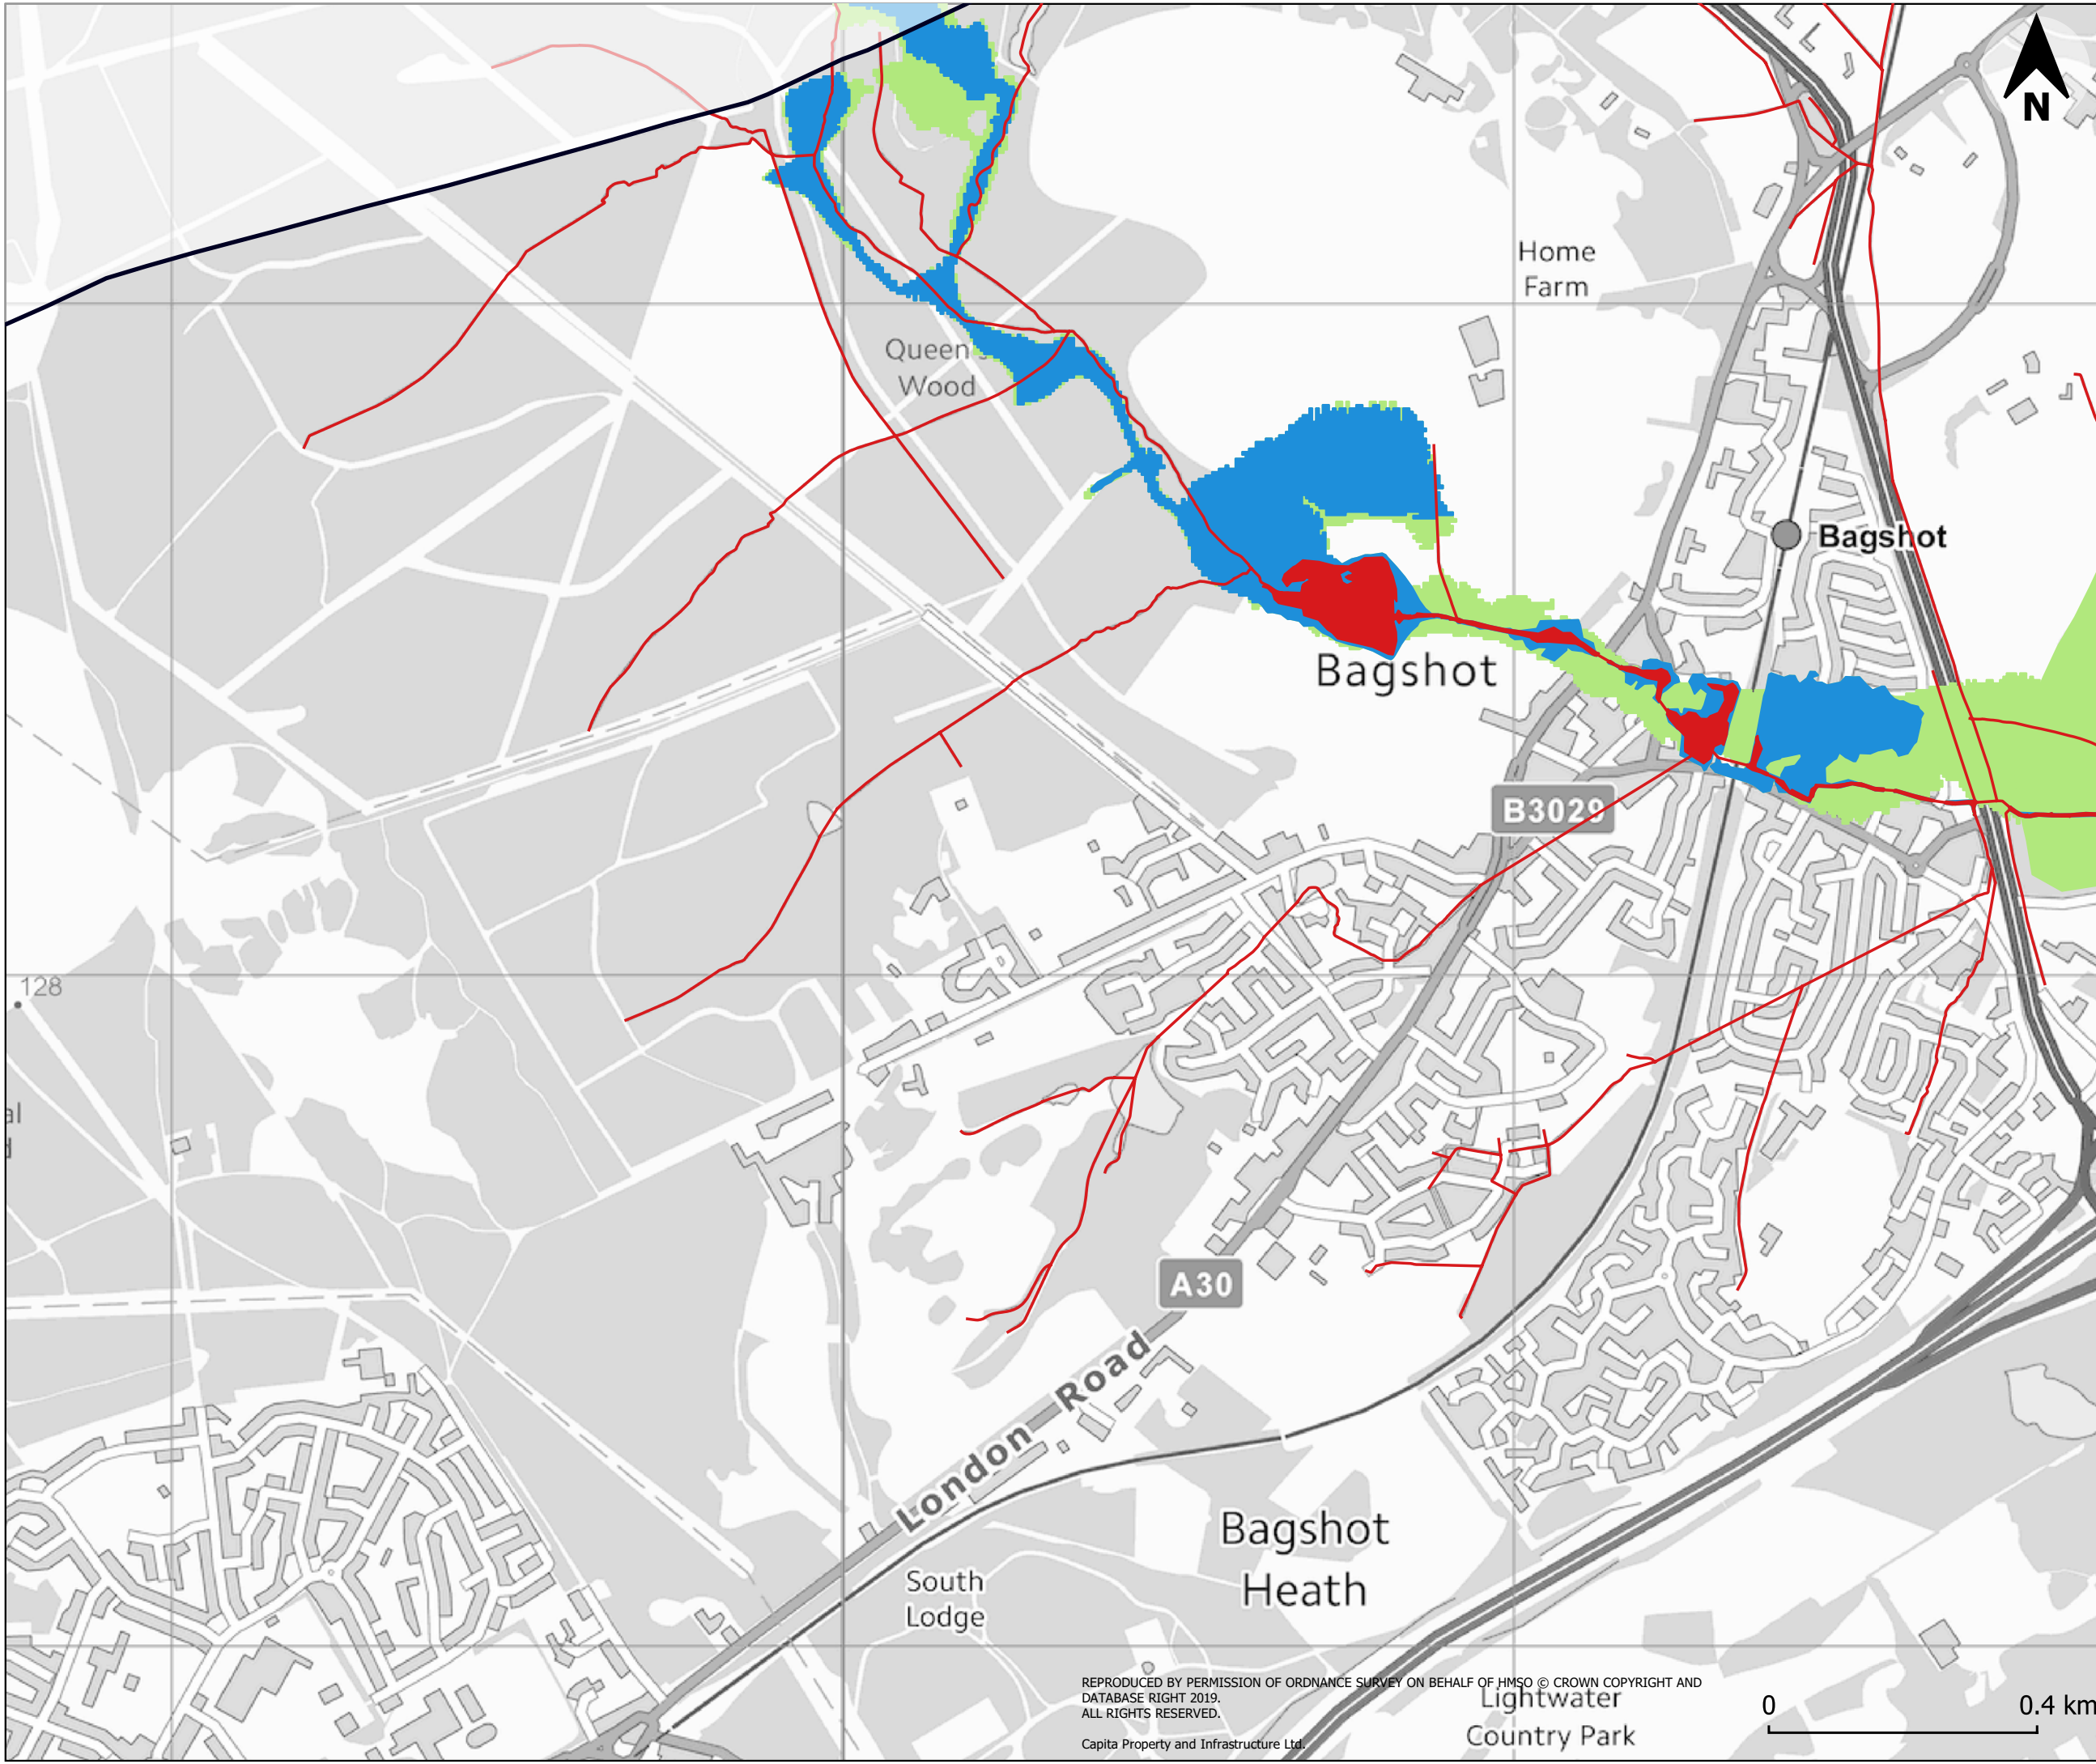 N
Home
Farm
Queen's
Wood
Bagshot
Bagshot
B3029
128
al
A30
London Road
Bagshot
Heath
South
Lodge
REPRODUCED BY PERMISSION OF ORDNANCE SURVEY ON BEHALF OF HMSO © CROWN COPYRIGHT AND
DATABASE RIGHT 2019.
ALL RIGHTS RESERVED.
Lightwater
Country Park
0 0.4 km
Capita Property and Infrastructure Ltd.